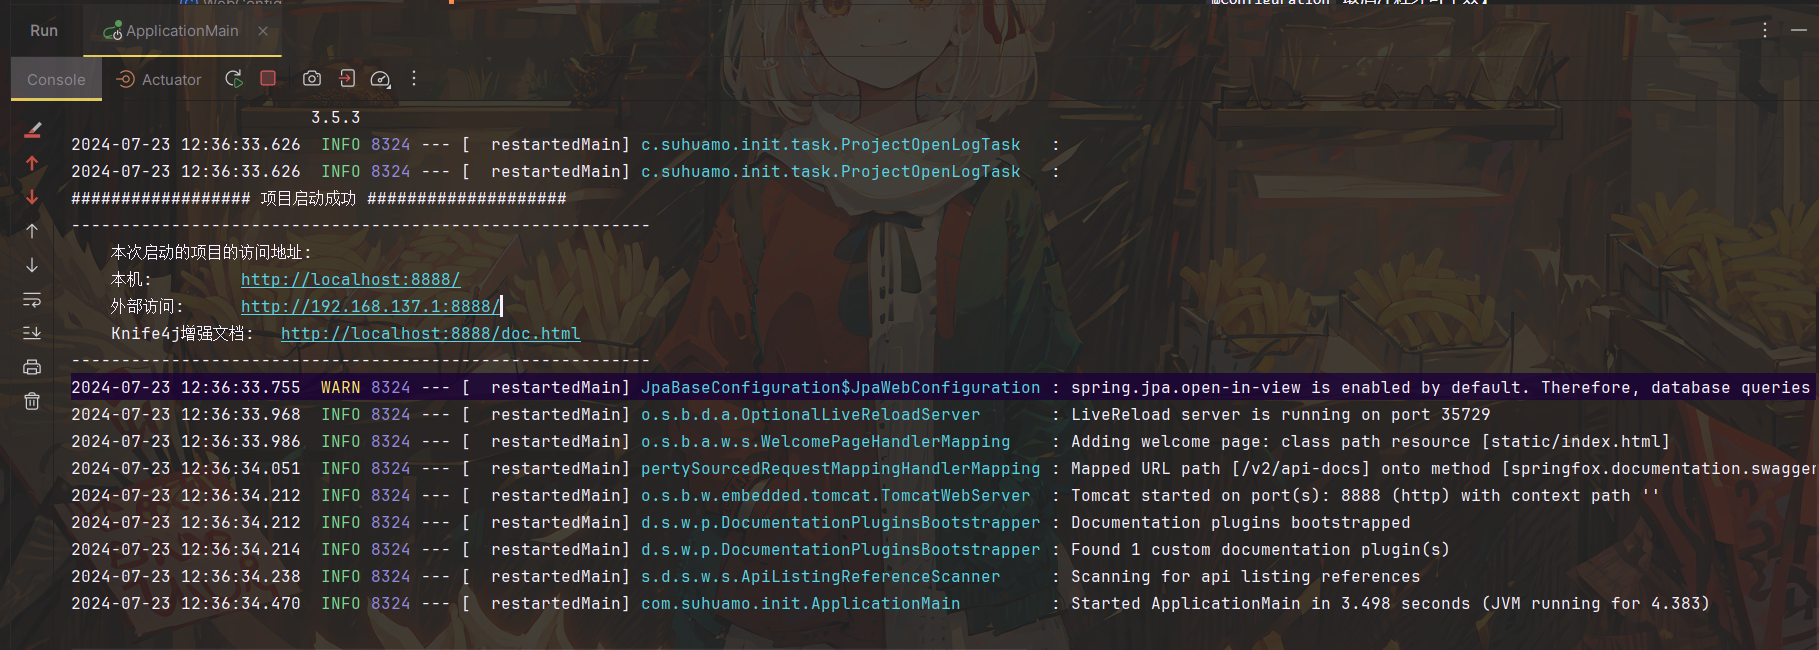 Run ApplicationMain
Console Actuator
3.5.3
2024-07-23 12:36:33.626  INFO 8324 --- [  restartedMain] c.suhuamo.init.task.ProjectOpenLogTask   :
2024-07-23 12:36:33.626  INFO 8324 --- [  restartedMain] c.suhuamo.init.task.ProjectOpenLogTask   :
################## 项目启动成功 ####################
----------------------------------------------------------
本次启动的项目的访问地址:
本机: http://localhost:8888/
外部访问: http://192.168.137.1:8888/
Knife4j增强文档: http://localhost:8888/doc.html
----------------------------------------------------------
2024-07-23 12:36:33.755  WARN 8324 --- [  restartedMain] JpaBaseConfiguration$JpaWebConfiguration : spring.jpa.open-in-view is enabled by default. Therefore, database queries
2024-07-23 12:36:33.968  INFO 8324 --- [  restartedMain] o.s.b.d.a.OptionalLiveReloadServer       : LiveReload server is running on port 35729
2024-07-23 12:36:33.986  INFO 8324 --- [  restartedMain] o.s.b.a.w.s.WelcomePageHandlerMapping    : Adding welcome page: class path resource [static/index.html]
2024-07-23 12:36:34.051  INFO 8324 --- [  restartedMain] pertySourcedRequestMappingHandlerMapping : Mapped URL path [/v2/api-docs] onto method [springfox.documentation.swagger
2024-07-23 12:36:34.212  INFO 8324 --- [  restartedMain] o.s.b.w.embedded.tomcat.TomcatWebServer  : Tomcat started on port(s): 8888 (http) with context path ''
2024-07-23 12:36:34.212  INFO 8324 --- [  restartedMain] d.s.w.p.DocumentationPluginsBootstrapper : Documentation plugins bootstrapped
2024-07-23 12:36:34.214  INFO 8324 --- [  restartedMain] d.s.w.p.DocumentationPluginsBootstrapper : Found 1 custom documentation plugin(s)
2024-07-23 12:36:34.238  INFO 8324 --- [  restartedMain] s.d.s.w.s.ApiListingReferenceScanner     : Scanning for api listing references
2024-07-23 12:36:34.470  INFO 8324 --- [  restartedMain] com.suhuamo.init.ApplicationMain         : Started ApplicationMain in 3.498 seconds (JVM running for 4.383)